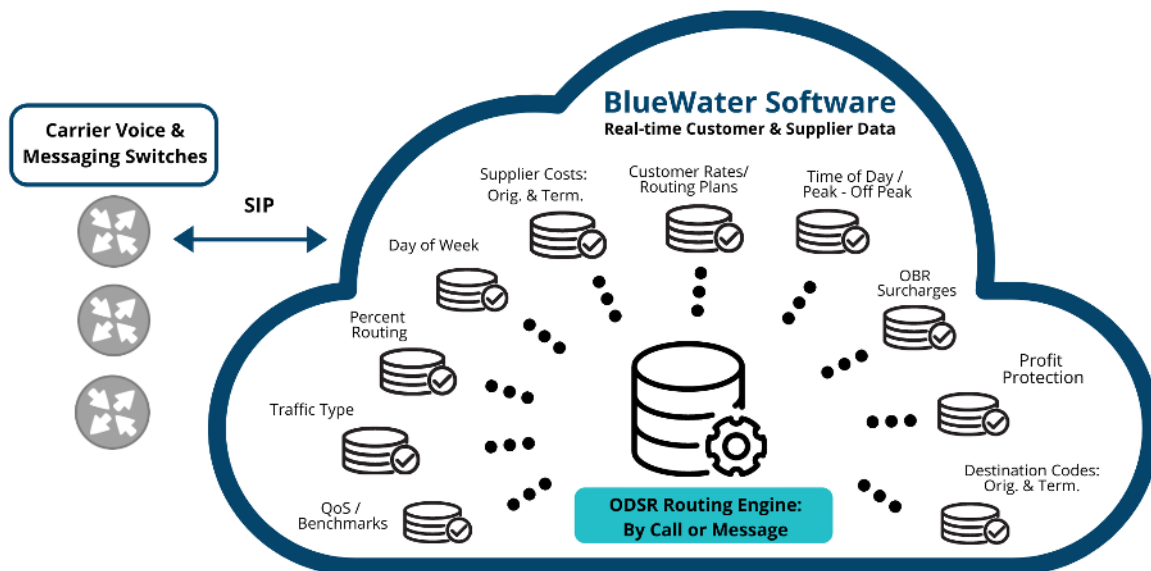 BlueWater Software
Real-time Customer & Supplier Data
Carrier Voice &
Messaging Switches
SIP
Supplier Costs:
Orig. & Term.
Customer Rates/
Routing Plans
Time of Day /
Peak - Off Peak
Day of Week
OBR
Surcharges
Percent
Routing
Profit
Protection
Traffic Type
Destination Codes:
Orig. & Term.
QoS /
Benchmarks
ODSR Routing Engine:
By Call or Message